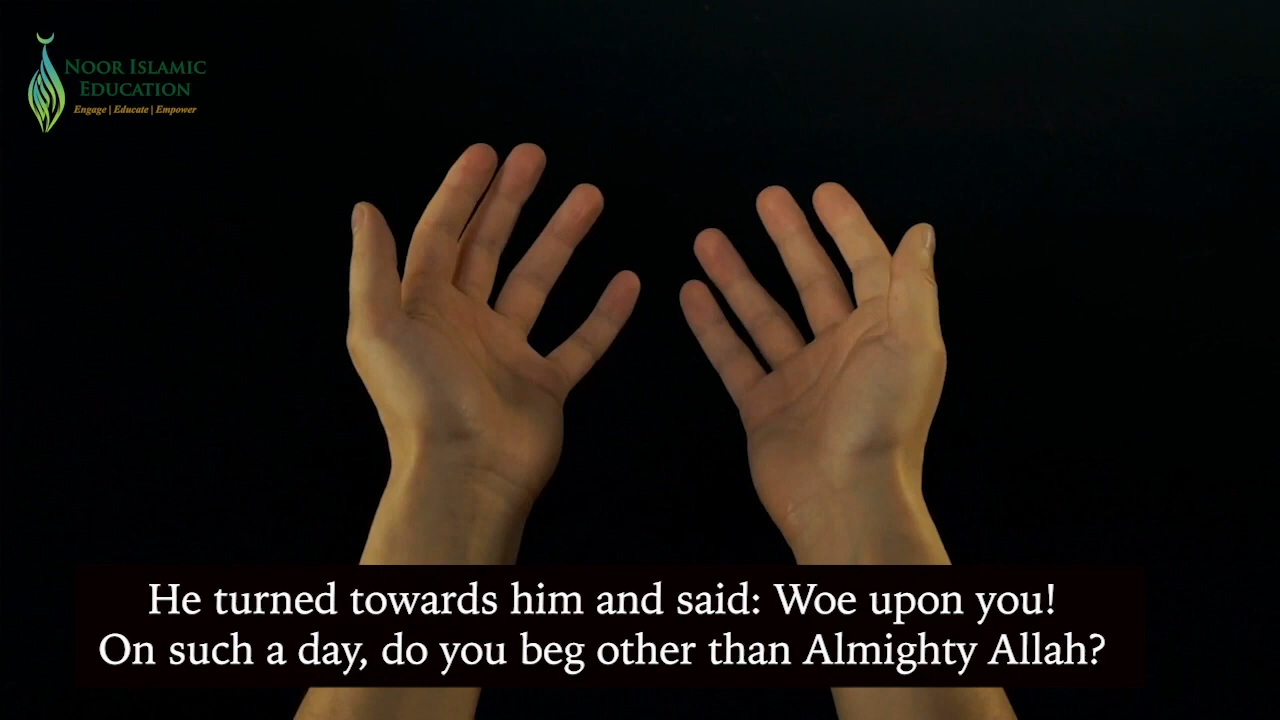 NOOR ISLAMIC
EDUCATION
Engage | Educate | Empower
He turned towards him and said: Woe upon you!
On such a day, do you beg other than Almighty Allah?